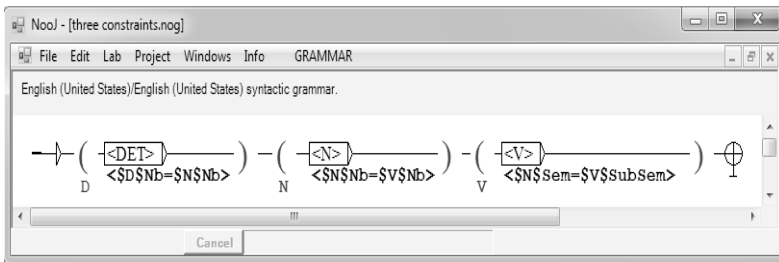 NooJ - [three constraints.nog]
File Edit Lab Project Windows Info GRAMMAR
English (United States)/English (United States) syntactic grammar.
( <DET> ) ( <N> ) ( <V> )
<$D$Nb=$N$Nb> <$N$Nb=$V$Nb> <$N$Sem=$V$SubSem>
D N V
Cancel